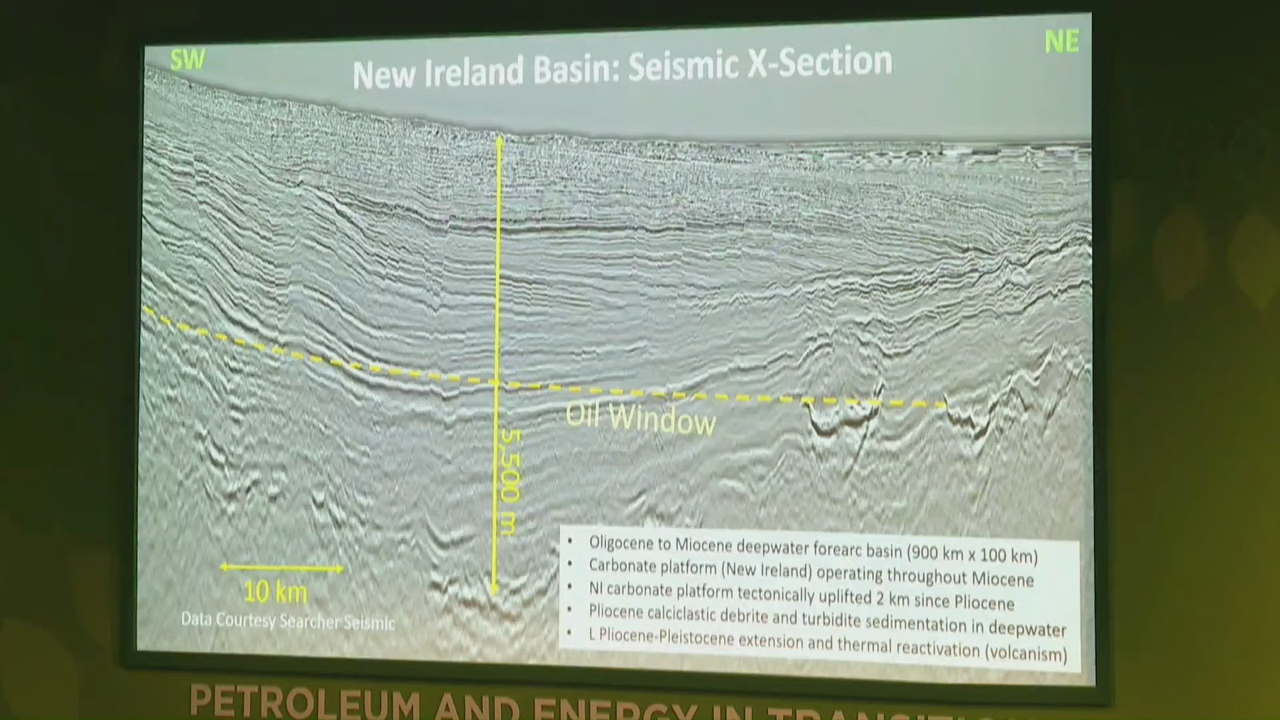 SW
NE
New Ireland Basin: Seismic X-Section
Oil Window
5,500 m
10 km
Data Courtesy Searcher Seismic
• Oligocene to Miocene deepwater forearc basin (900 km x 100 km)
• Carbonate platform (New Ireland) operating throughout Miocene
• NI carbonate platform tectonically uplifted 2 km since Pliocene
• Pliocene calciclastic debrite and turbidite sedimentation in deepwater
• L Pliocene-Pleistocene extension and thermal reactivation (volcanism)
PETROLEUM AND ENERGY IN TRANSITION